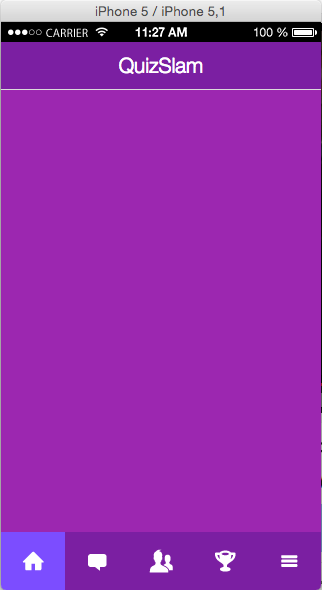 iPhone 5 / iPhone 5,1
CARRIER 11:27 AM 100 %
QuizSlam